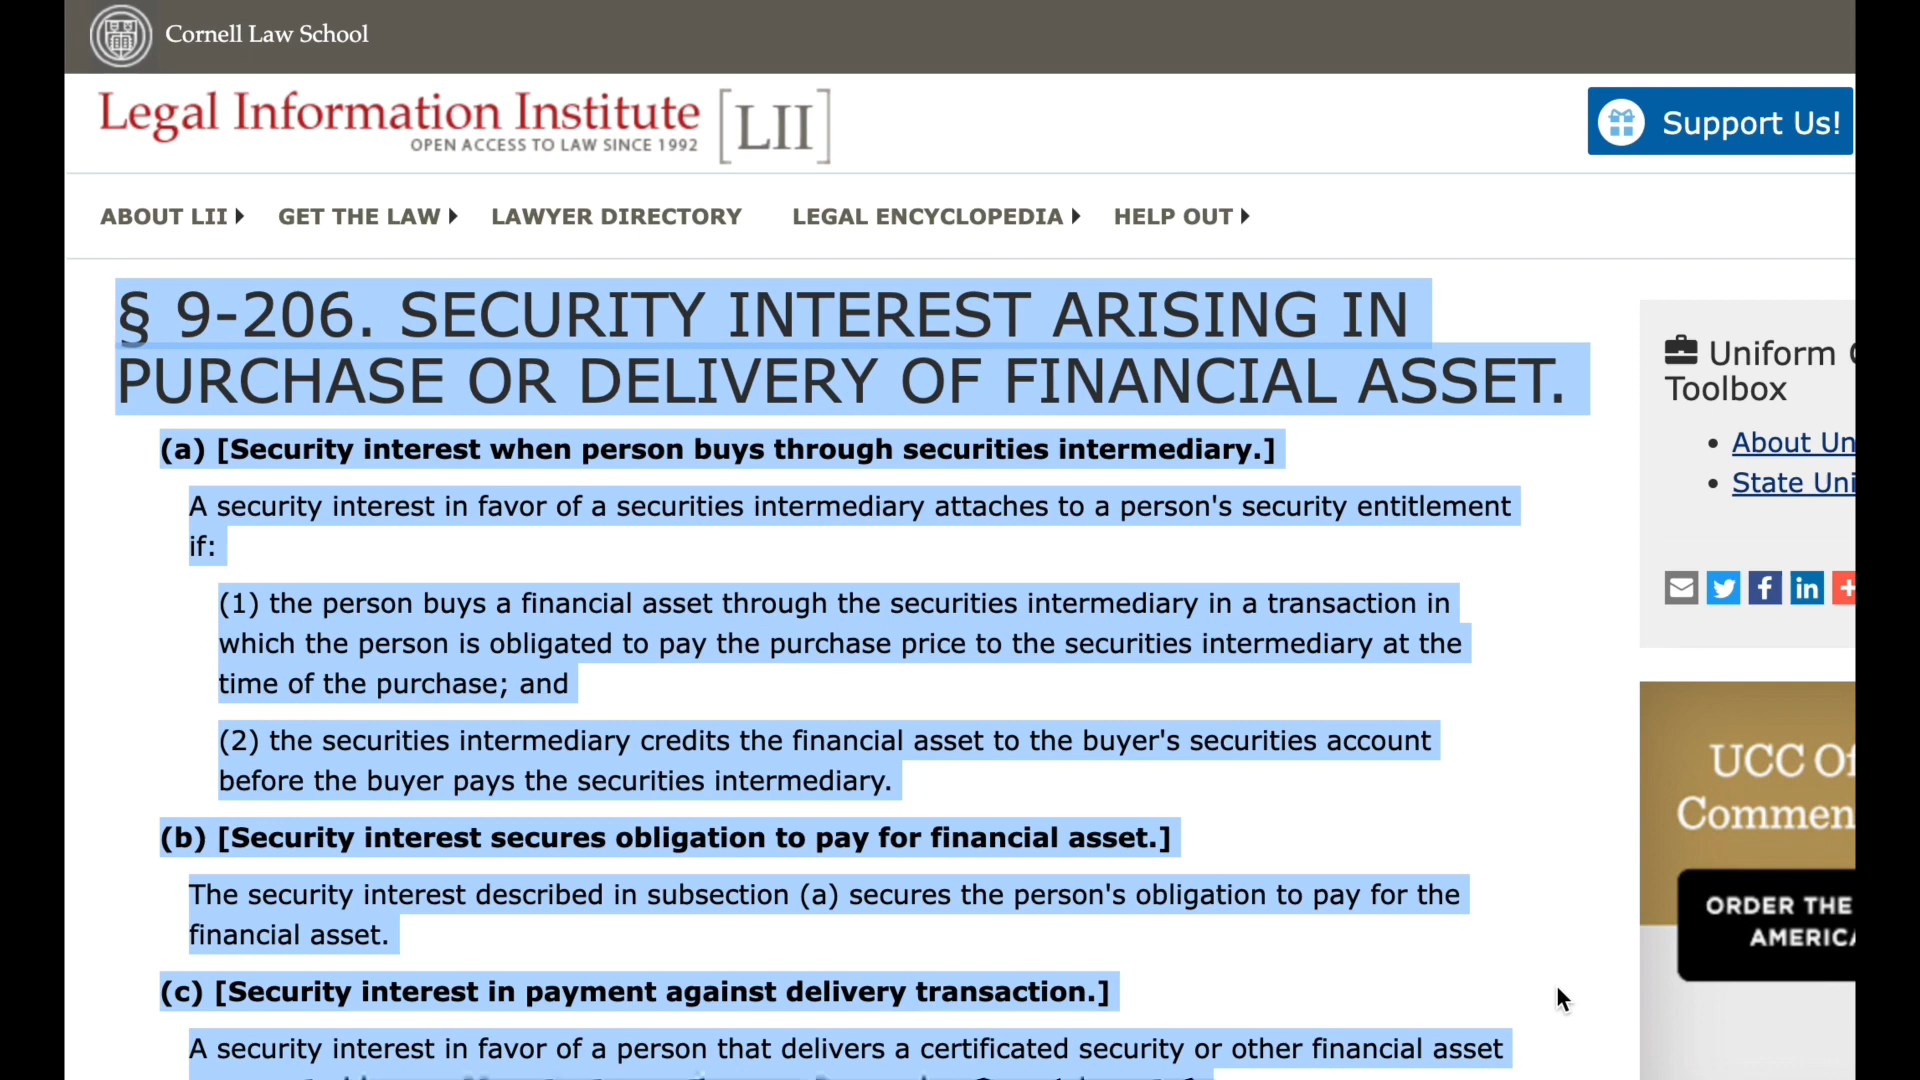 Cornell Law School
Legal Information Institute [LII]
OPEN ACCESS TO LAW SINCE 1992
Support Us!
ABOUT LII GET THE LAW LAWYER DIRECTORY LEGAL ENCYCLOPEDIA HELP OUT
§ 9-206. SECURITY INTEREST ARISING IN
PURCHASE OR DELIVERY OF FINANCIAL ASSET.
(a) [Security interest when person buys through securities intermediary.]
A security interest in favor of a securities intermediary attaches to a person's security entitlement
if:
(1) the person buys a financial asset through the securities intermediary in a transaction in
which the person is obligated to pay the purchase price to the securities intermediary at the
time of the purchase; and
(2) the securities intermediary credits the financial asset to the buyer's securities account
before the buyer pays the securities intermediary.
(b) [Security interest secures obligation to pay for financial asset.]
The security interest described in subsection (a) secures the person's obligation to pay for the
financial asset.
(c) [Security interest in payment against delivery transaction.]
A security interest in favor of a person that delivers a certificated security or other financial asset
Uniform
Toolbox
About
State
UCC
ORDER THE